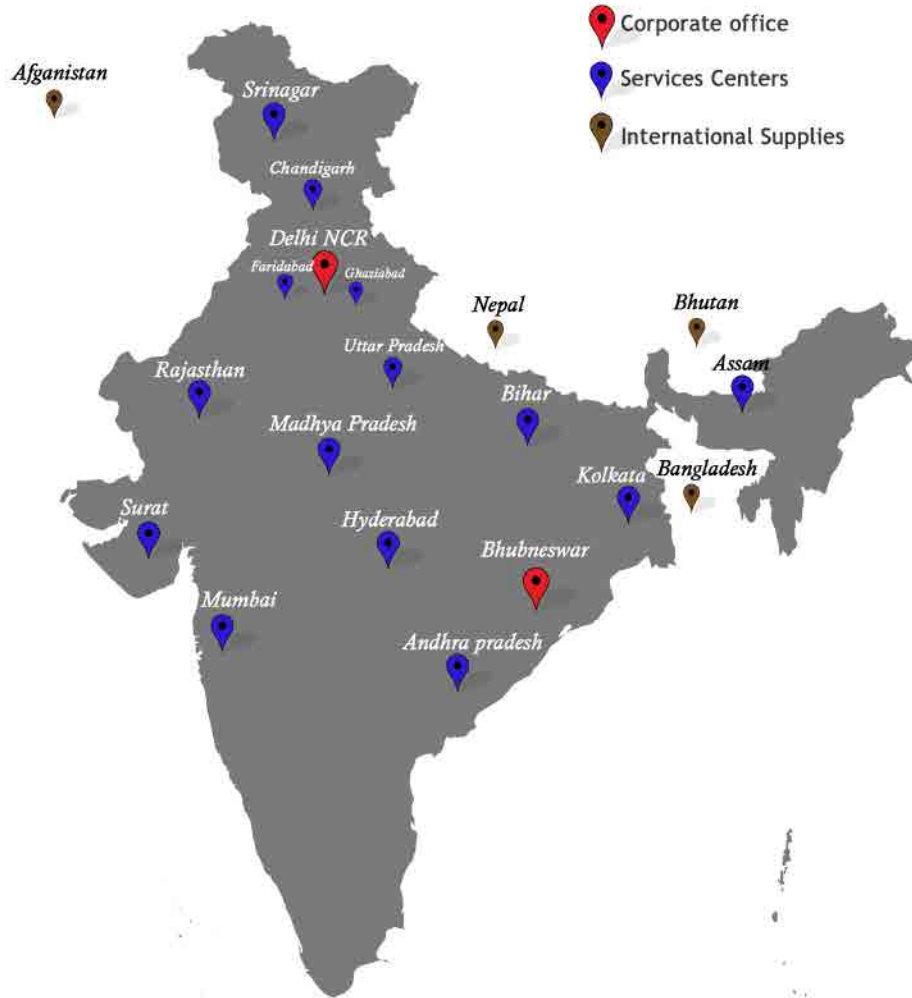 Corporate office
Afganistan
Services Centers
Srinagar
International Supplies
Chandigarh
Delhi NCR
Faridabad
Ghaziabad
Nepal
Bhutan
Uttar Pradesh
Rajasthan
Assam
Bihar
Madhya Pradesh
Kolkata
Bangladesh
Surat
Hyderabad
Bhubneswar
Mumbai
Andhra pradesh